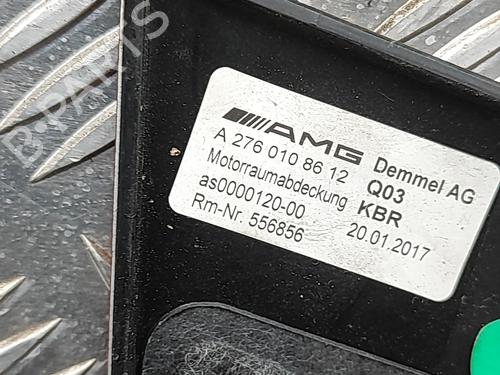 B-PARTS
AMG
A 276 010 86 12
Motorraumabdeckung
as0000120-00
Rm-Nr. 556856
Demmel AG
Q03
KBR
20.01.2017